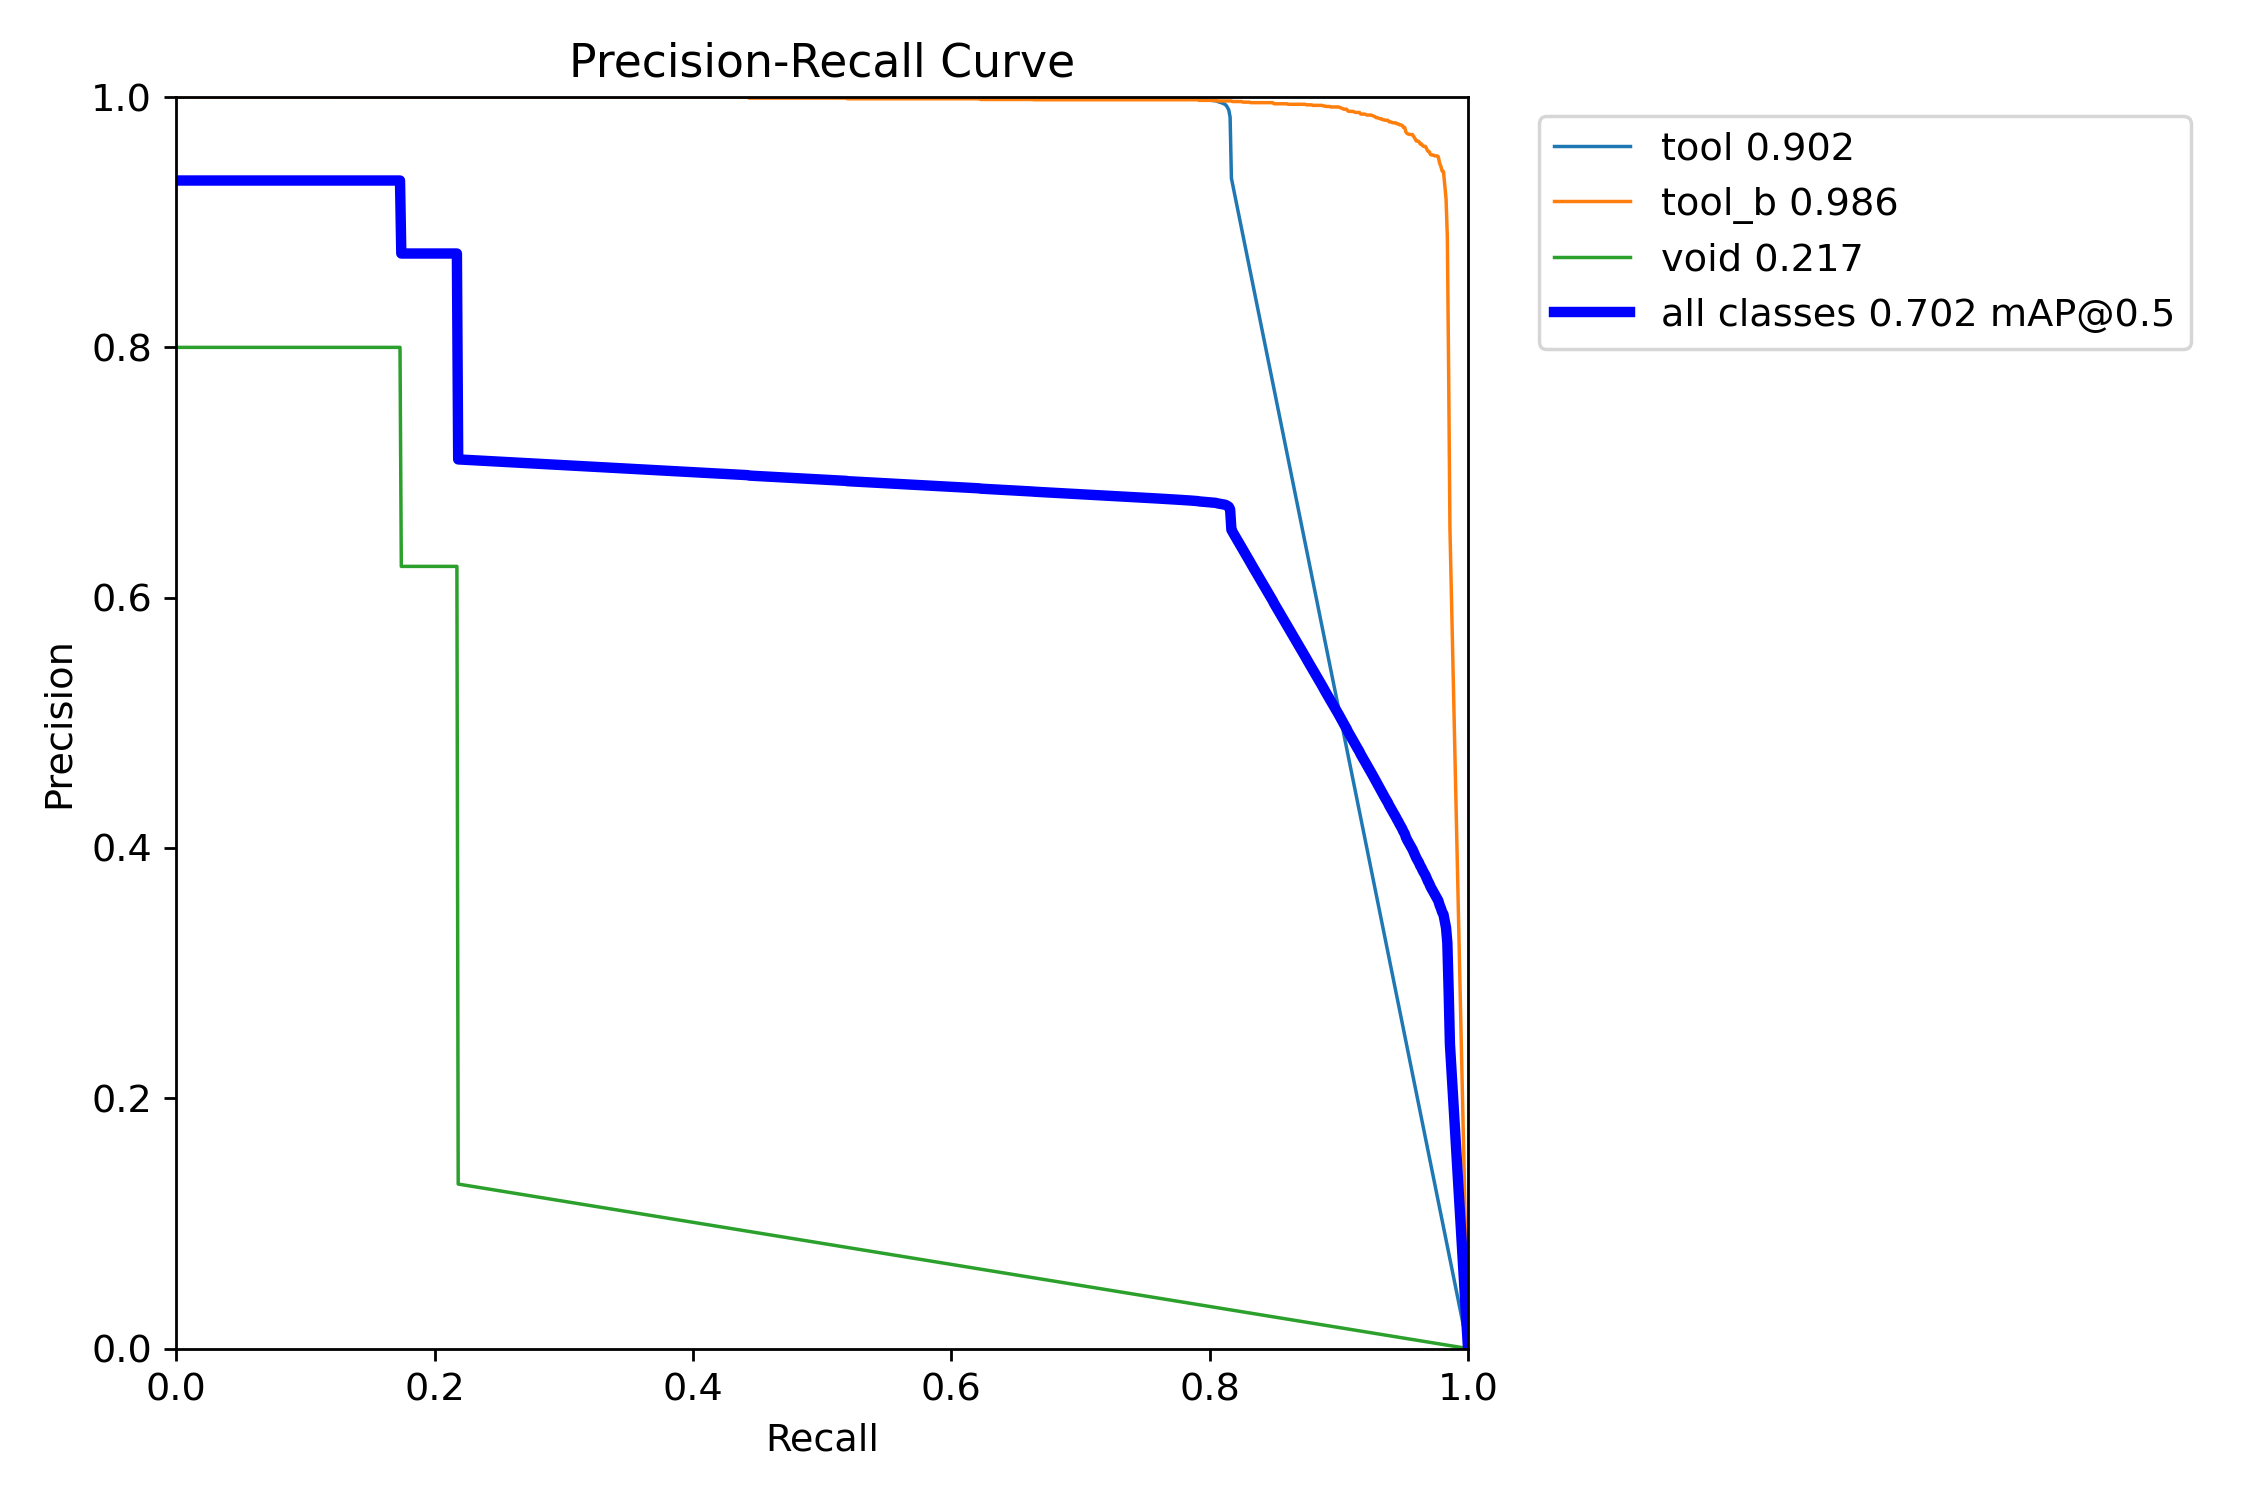 Precision-Recall Curve
1.0
0.8
0.6
0.4
0.2
0.0
Precision
0.0 0.2 0.4 0.6 0.8 1.0
Recall
tool 0.902
tool_b 0.986
void 0.217
all classes 0.702 mAP@0.5